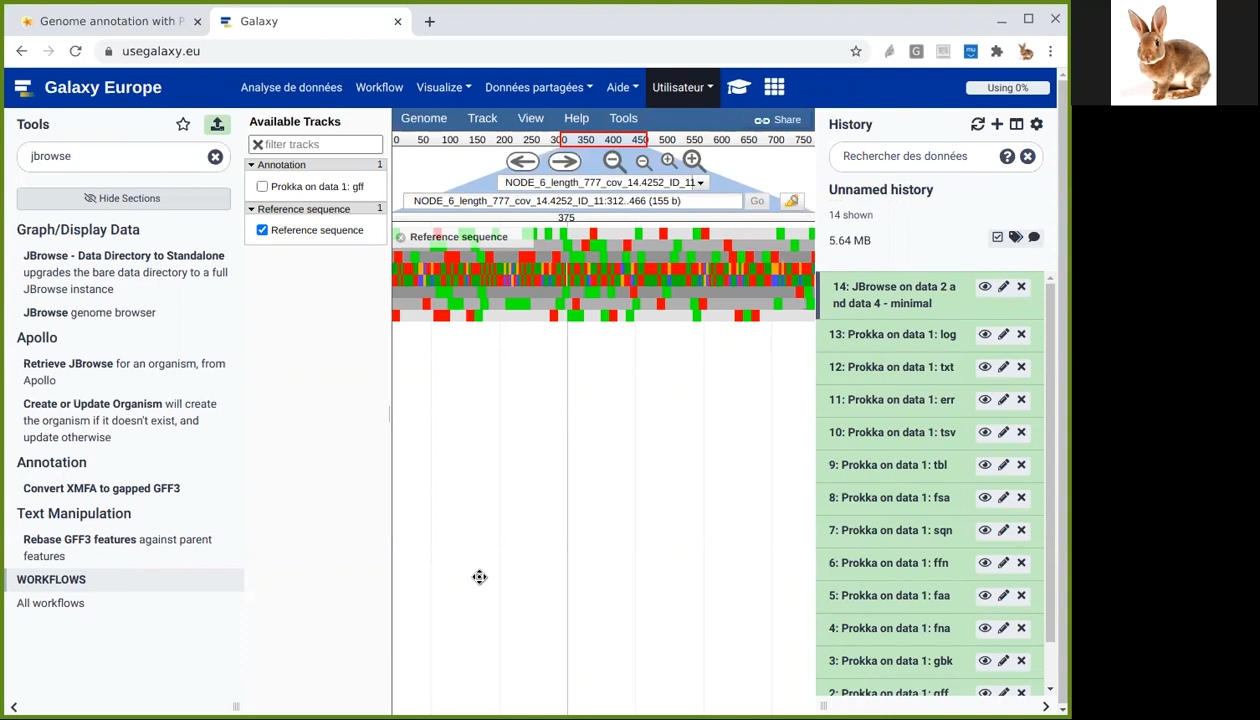 Genome annotation with P
Galaxy
usegalaxy.eu
Galaxy Europe
Analyse de données
Workflow
Visualize
Données partagées
Aide
Utilisateur
Using 0%
Tools
jbrowse
Hide Sections
Graph/Display Data
JBrowse - Data Directory to Standalone
upgrades the bare data directory to a full
JBrowse instance
JBrowse genome browser
Apollo
Retrieve JBrowse for an organism, from
Apollo
Create or Update Organism will create
the organism if it doesn't exist, and
update otherwise
Annotation
Convert XMFA to gapped GFF3
Text Manipulation
Rebase GFF3 features against parent
features
WORKFLOWS
All workflows
Available Tracks
filter tracks
Annotation 1
Prokka on data 1: gff
Reference sequence 1
Reference sequence
Genome Track View Help Tools Share
0 50 100 150 200 250 300 350 400 450 500 550 600 650 700 750
NODE_6_length_777_cov_14.4252_ID_11
NODE_6_length_777_cov_14.4252_ID_11:312..466 (155 b) Go
375
Reference sequence
History
Rechercher des données
Unnamed history
14 shown
5.64 MB
14: JBrowse on data 2 a
nd data 4 - minimal
13: Prokka on data 1: log
12: Prokka on data 1: txt
11: Prokka on data 1: err
10: Prokka on data 1: tsv
9: Prokka on data 1: tbl
8: Prokka on data 1: fsa
7: Prokka on data 1: sqn
6: Prokka on data 1: ffn
5: Prokka on data 1: faa
4: Prokka on data 1: fna
3: Prokka on data 1: gbk
2: Prokka on data 1: gff